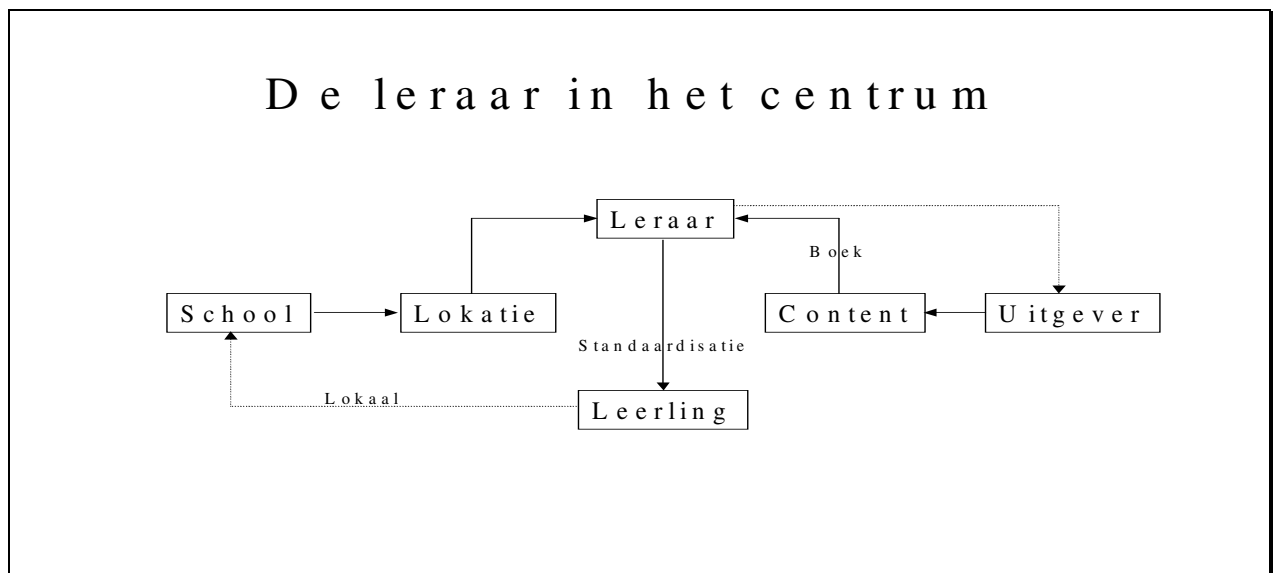 De leraar in het centrum
Leraar
Boek
School
Lokatie
Content
Uitgever
Standaardisatie
Lokaal
Leerling